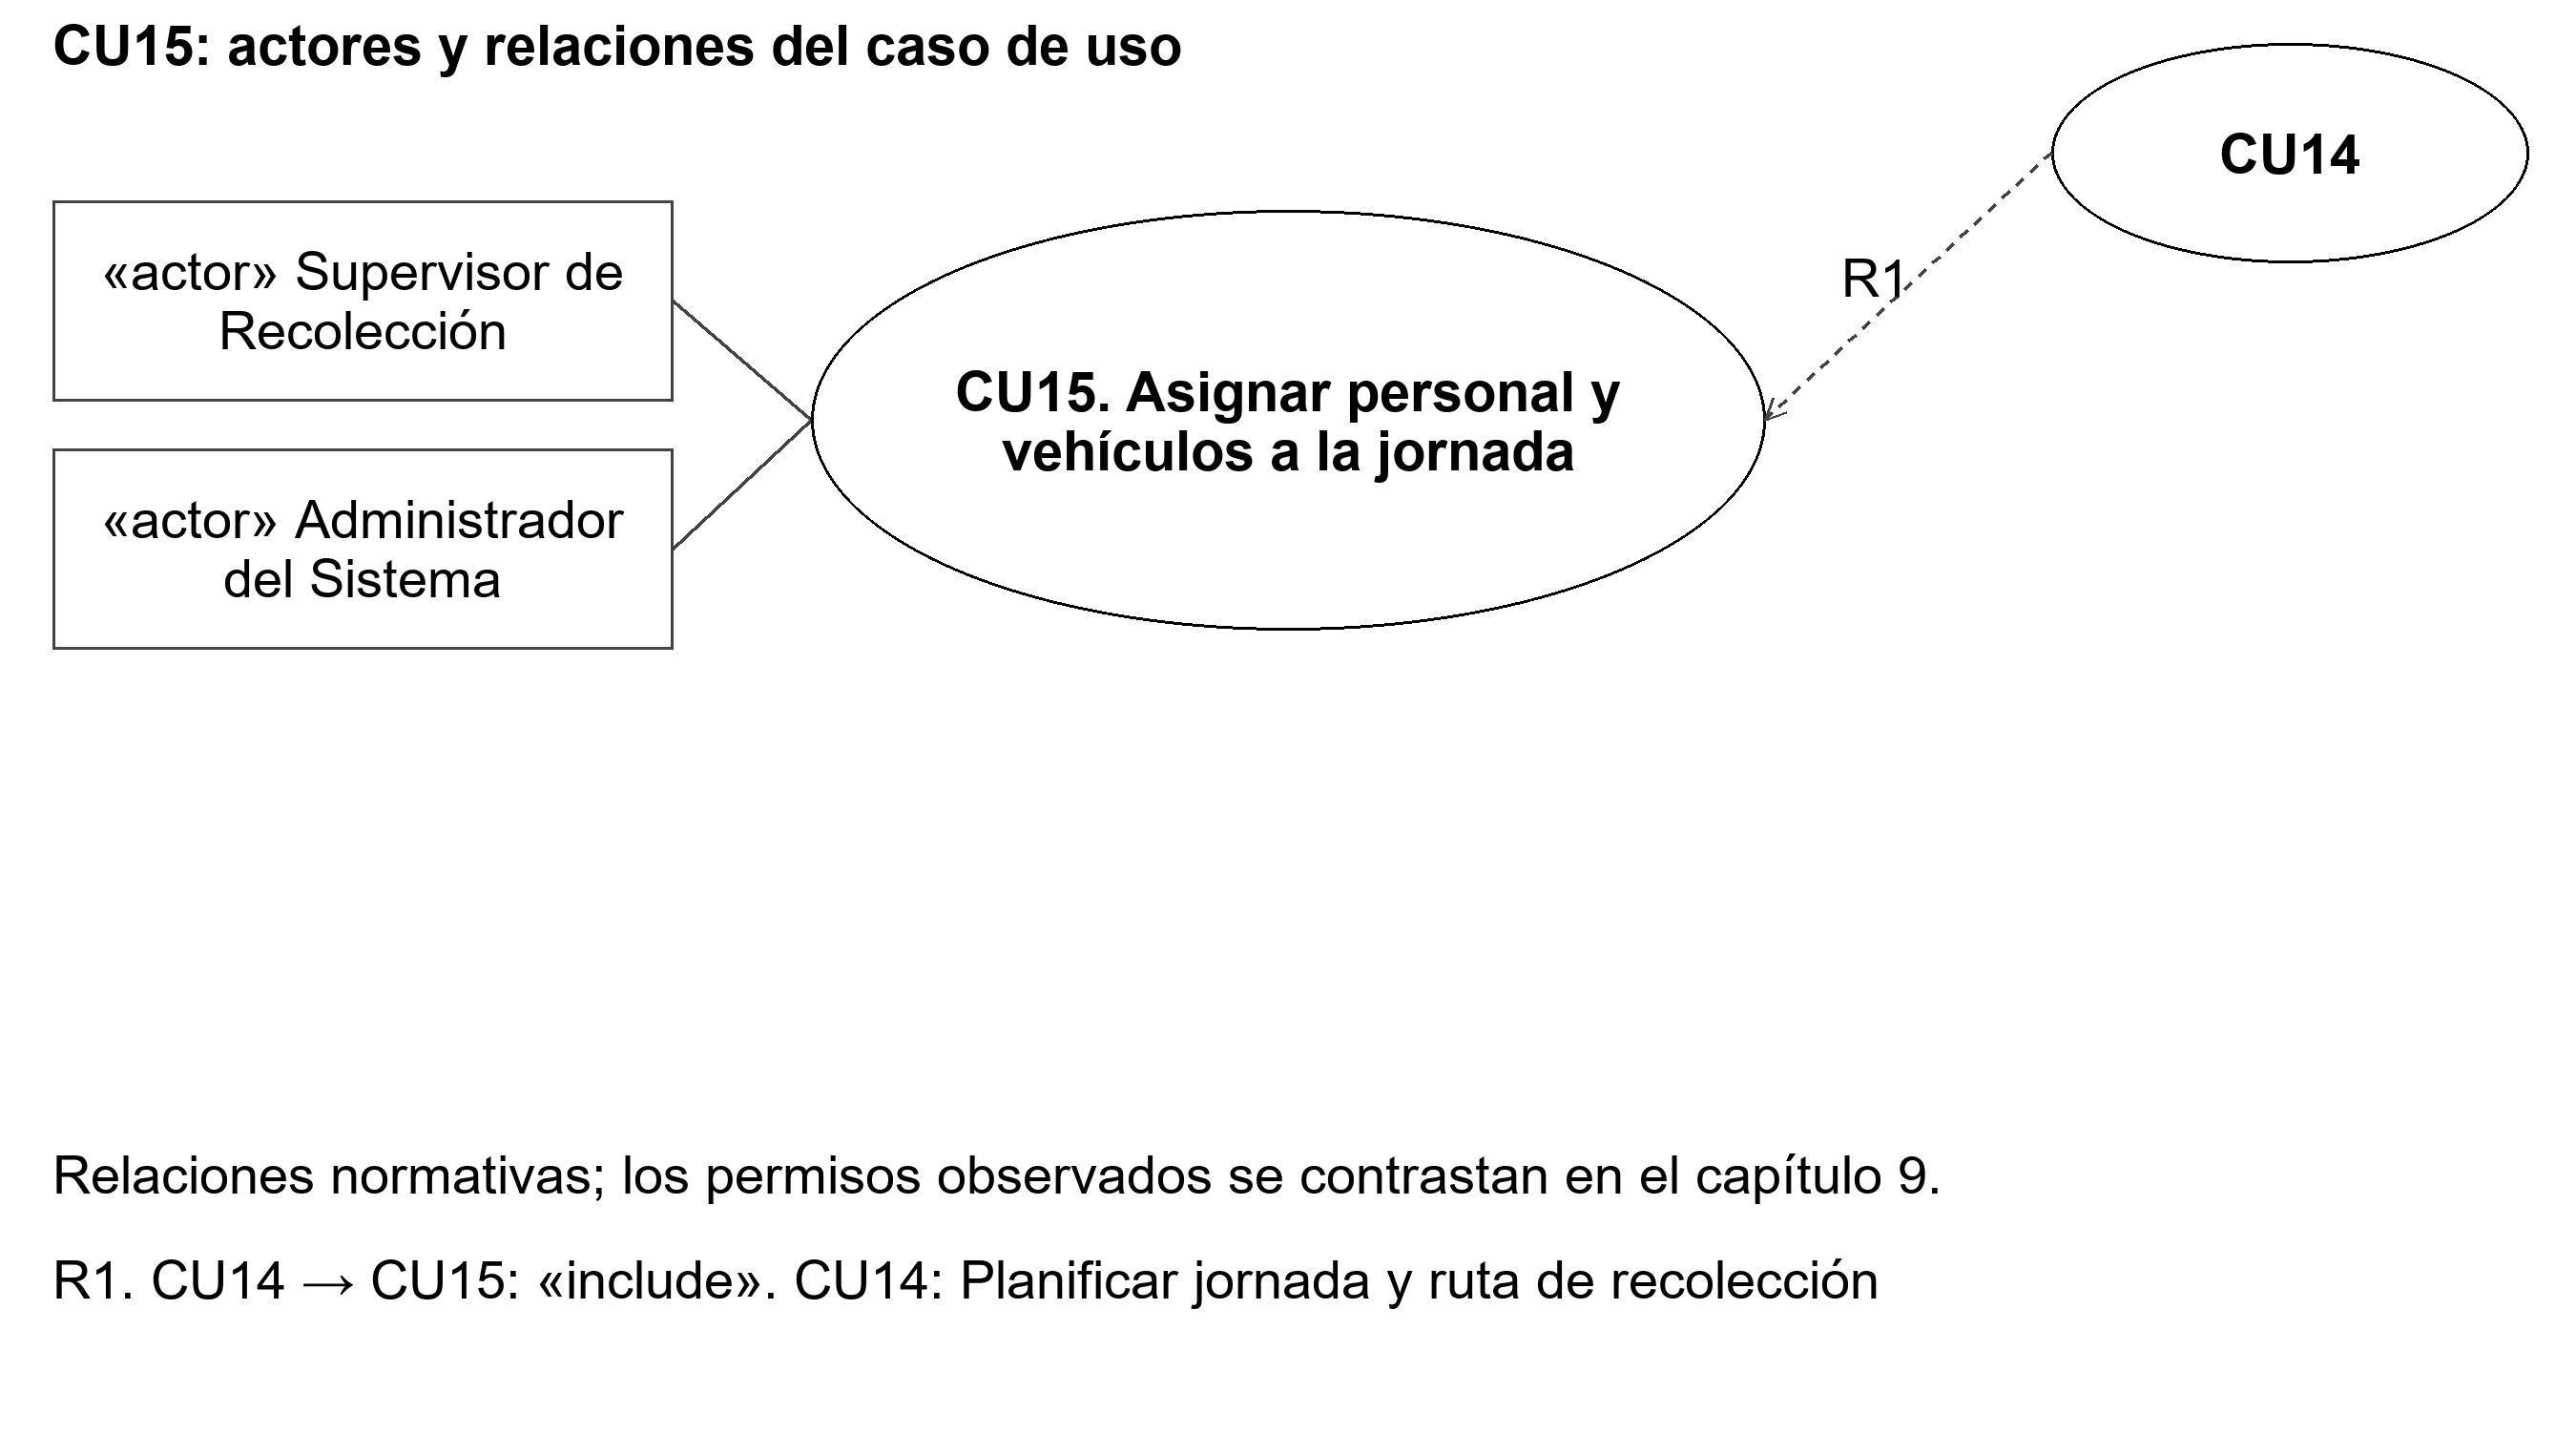 CU15: actores y relaciones del caso de uso
CU14
R1
«actor» Supervisor de
Recolección
CU15. Asignar personal y
vehículos a la jornada
«actor» Administrador
del Sistema
Relaciones normativas; los permisos observados se contrastan en el capítulo 9.
R1. CU14 → CU15: «include». CU14: Planificar jornada y ruta de recolección